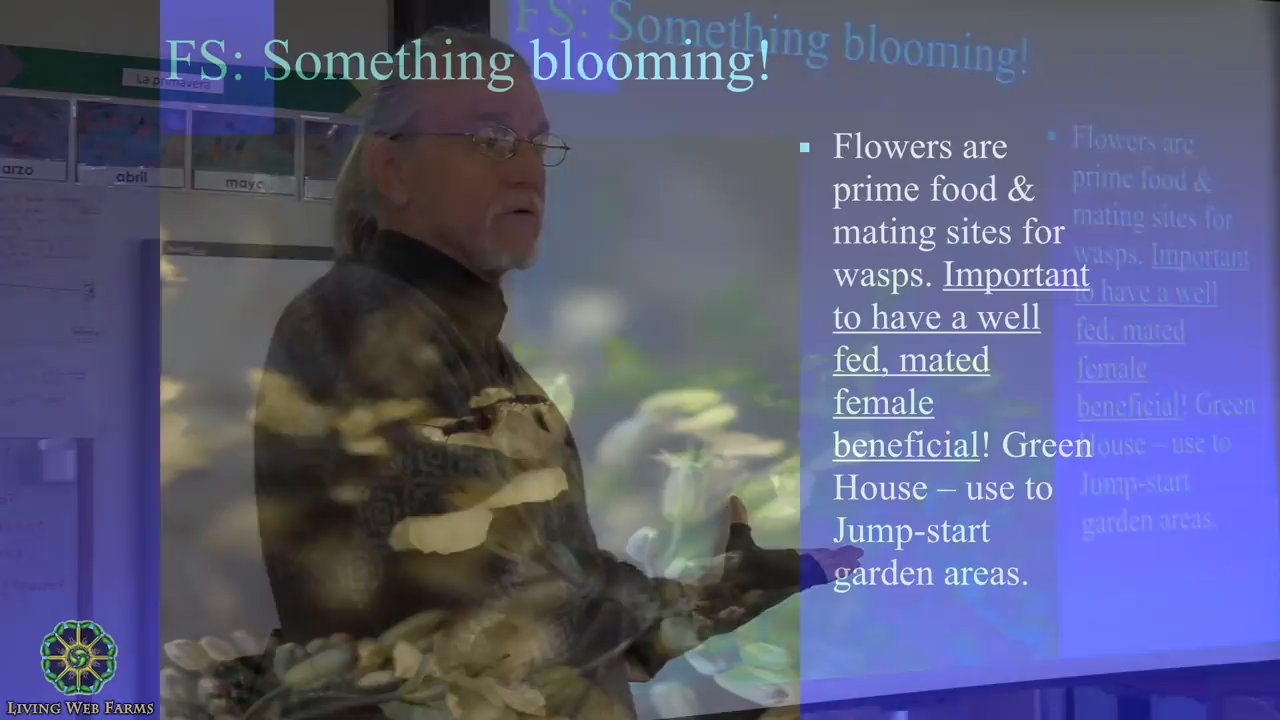 FS: Something blooming!
FS: Something blooming!
La primavera
arzo
abril
mayo
▪ Flowers are
prime food &
mating sites for
wasps. Important
to have a well
fed, mated
female
beneficial! Green
House – use to
Jump-start
garden areas.
▪ Flowers are
prime food &
mating sites for
wasps. Important
to have a well
fed, mated
female
beneficial! Green
House – use to
Jump-start
garden areas.
LIVING WEB FARMS